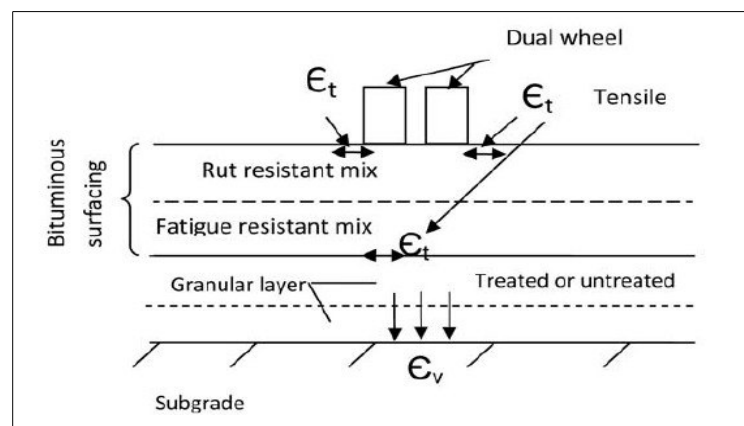 Dual wheel
Єt
Єt
Tensile
Bituminous
surfacing
Rut resistant mix
Fatigue resistant mix
Єt
Granular layer
Treated or untreated
Єv
Subgrade